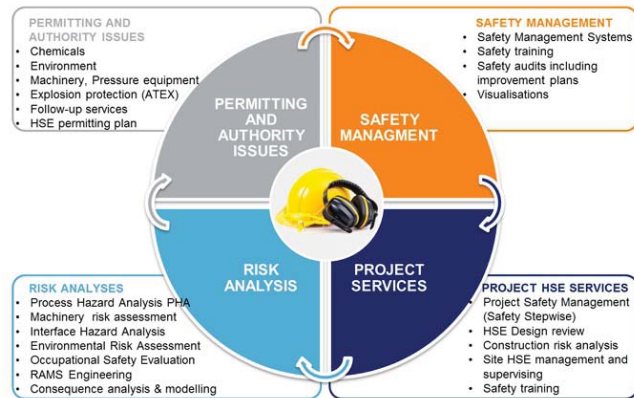 PERMITTING AND
AUTHORITY ISSUES
• Chemicals
• Environment
• Machinery, Pressure equipment
• Explosion protection (ATEX)
• Follow-up services
• HSE permitting plan
SAFETY MANAGEMENT
• Safety Management Systems
• Safety training
• Safety audits including
improvement plans
• Visualisations
PERMITTING
AND
AUTHORITY
ISSUES
SAFETY
MANAGMENT
RISK
ANALYSIS
PROJECT
SERVICES
RISK ANALYSES
• Process Hazard Analysis PHA
• Machinery risk assessment
• Interface Hazard Analysis
• Environmental Risk Assessment
• Occupational Safety Evaluation
• RAMS Engineering
• Consequence analysis & modelling
PROJECT HSE SERVICES
• Project Safety Management
(Safety Stepwise)
• HSE Design review
• Construction risk analysis
• Site HSE management and
supervising
• Safety training